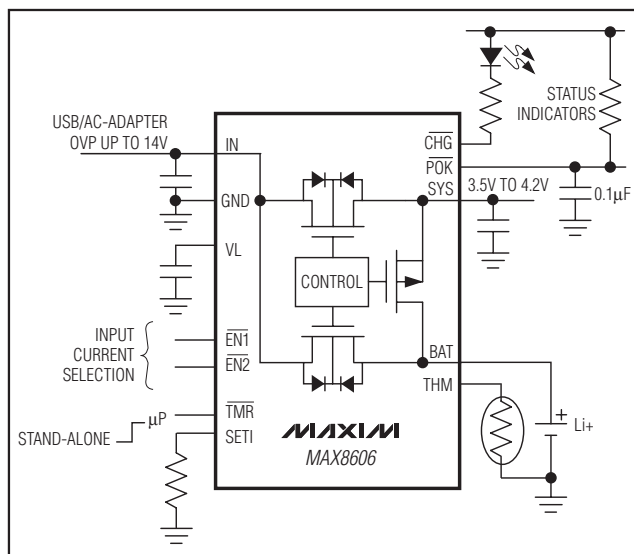 USB/AC-ADAPTER
OVP UP TO 14V
IN
GND
VL
INPUT
CURRENT
SELECTION
EN1
EN2
TMR
μP
STAND-ALONE
SETI
CONTROL
MAXIM
MAX8606
CHG
POK
SYS
BAT
THM
STATUS
INDICATORS
3.5V TO 4.2V
0.1μF
+
Li+